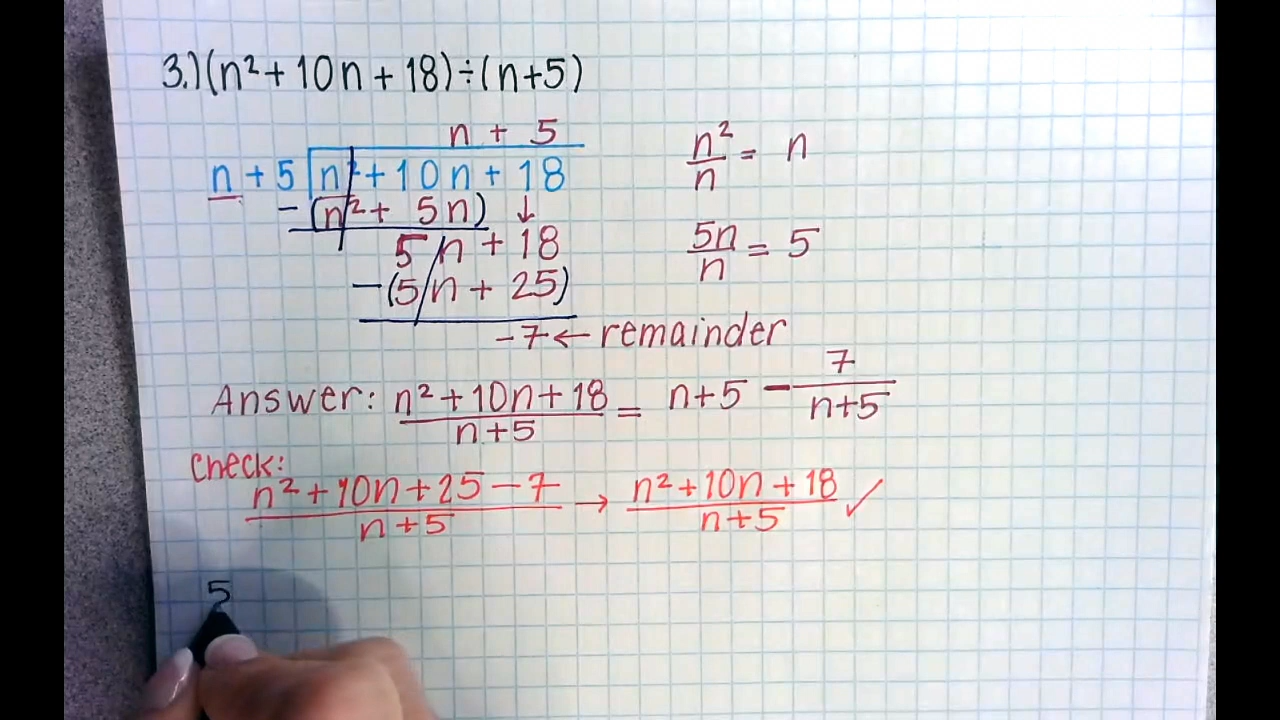 3.) (n²+10n+18)÷(n+5)
n + 5
n + 5 n²+10n+18
-(n²+ 5n) ↓
5n+18
-(5n+25)
-7 ← remainder
n²/n = n
5n/n = 5
Answer: n²+10n+18/n+5 = n+5 - 7/n+5
Check:
n²+10n+25-7/n+5 → n²+10n+18/n+5 ✓
5